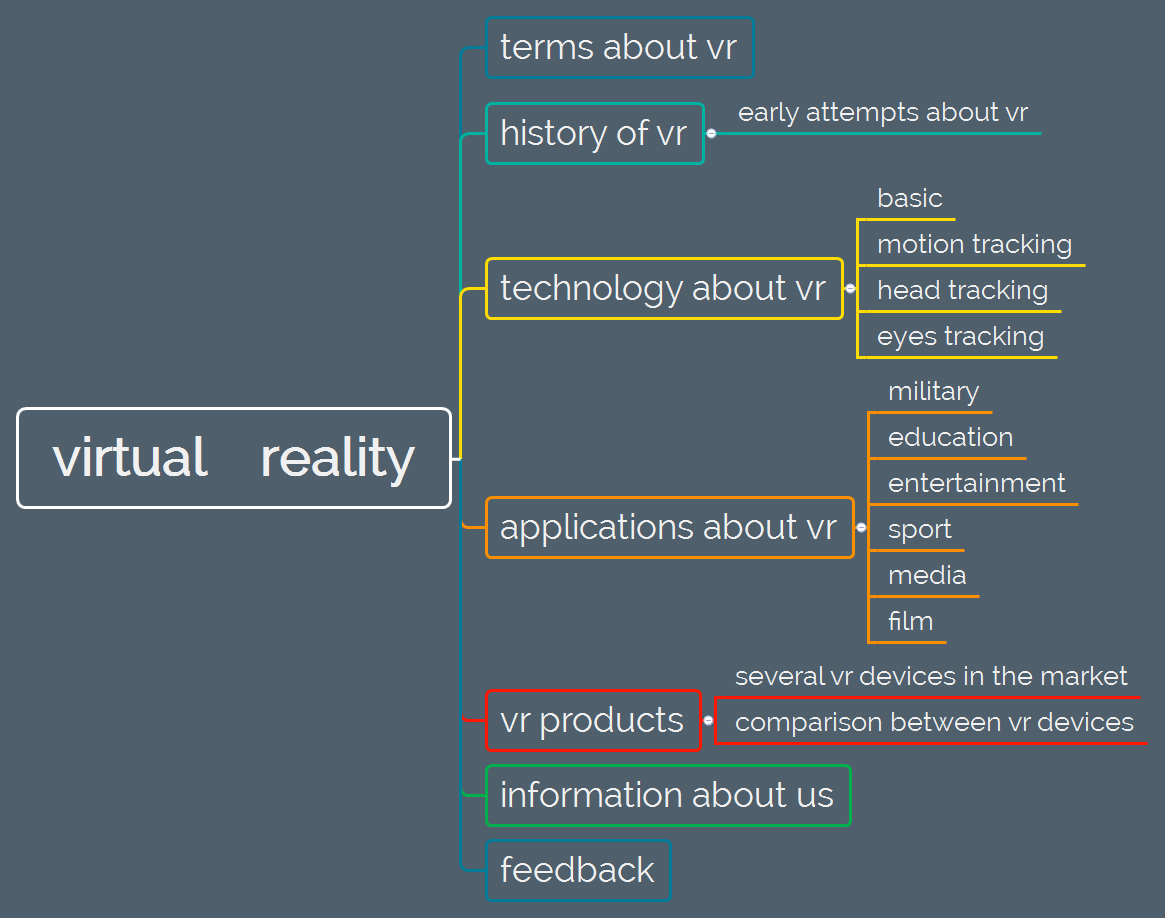 virtual reality
terms about vr
history of vr
early attempts about vr
technology about vr
basic
motion tracking
head tracking
eyes tracking
applications about vr
military
education
entertainment
sport
media
film
vr products
several vr devices in the market
comparison between vr devices
information about us
feedback